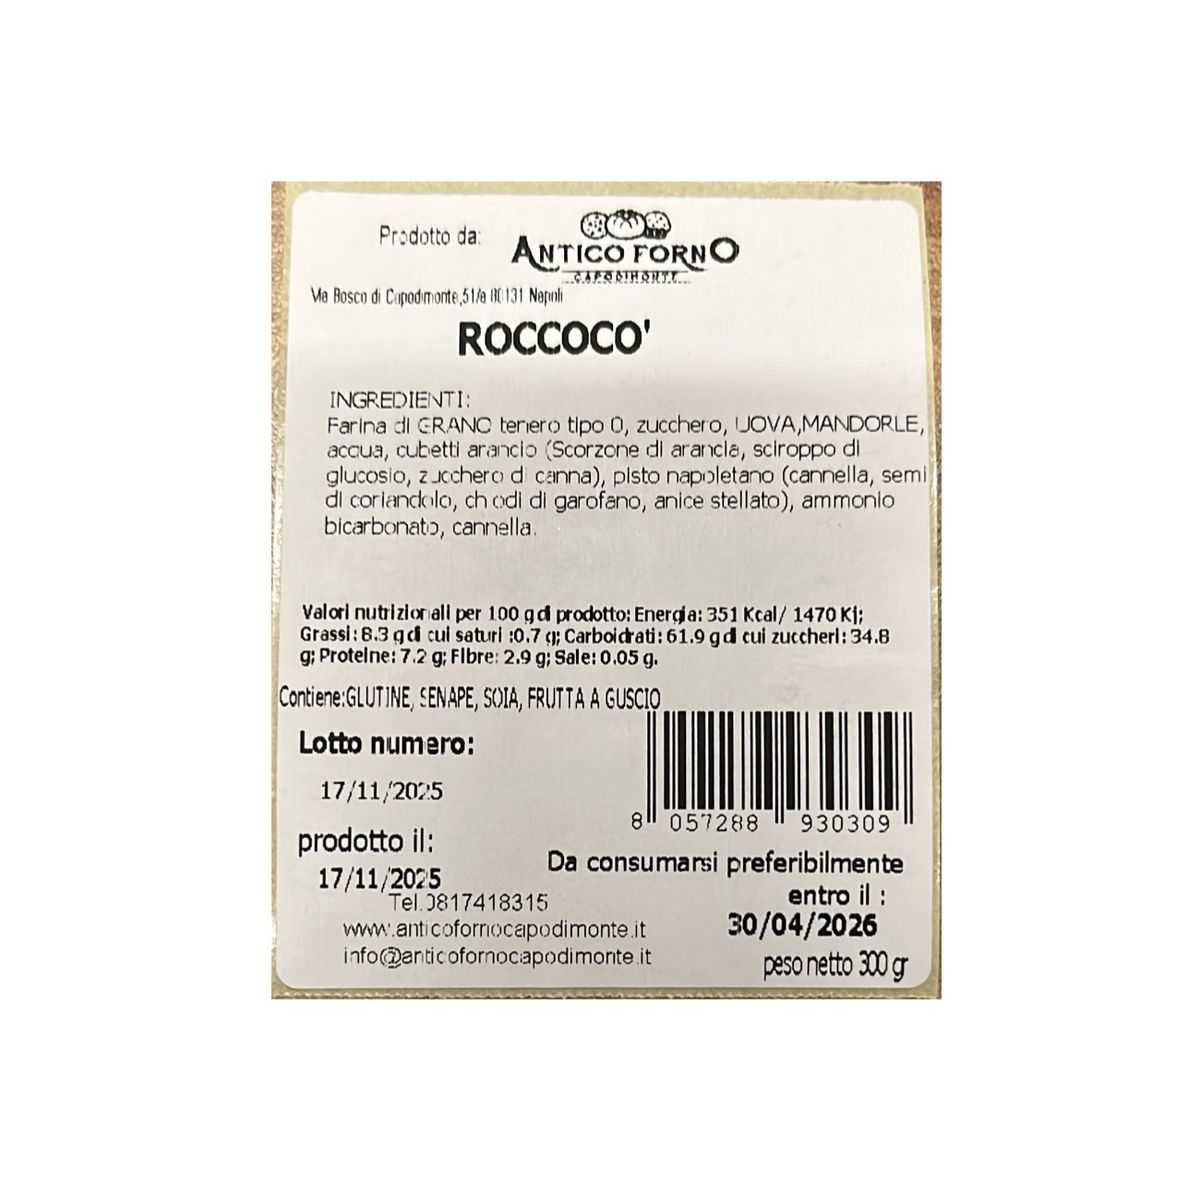 Prodotto da:
ANTICO FORNO
CAPODIMONTE
Via Bosco di Capodimonte,51/a 80131 Napoli
ROCCOCO'
INGREDIENTI:
Farina di GRANO tenero tipo 0, zucchero, UOVA,MANDORLE,
acqua, cubetti arancio (Scorzone di arancia, sciroppo di
glucosio, zucchero di canna), pisto napoletano (cannella, semi
di coriandolo, chiodi di garofano, anice stellato), ammonio
bicarbonato, cannella.
Valori nutrizionali per 100 g di prodotto: Energia: 351 Kcal/ 1470 Kj;
Grassi: 8.3 g di cui saturi :0.7 g; Carboidrati: 61.9 g di cui zuccheri: 34.8
g; Proteine: 7.2 g; Fibre: 2.9 g; Sale: 0.05 g.
Contiene:GLUTINE, SENAPE, SOIA, FRUTTA A GUSCIO
Lotto numero:
17/11/2025
8 057288 930309
prodotto il:
17/11/2025
Da consumarsi preferibilmente
entro il :
30/04/2026
Tel.0817418315
www.anticofornocapodimonte.it
info@anticofornocapodimonte.it
peso netto 300 gr